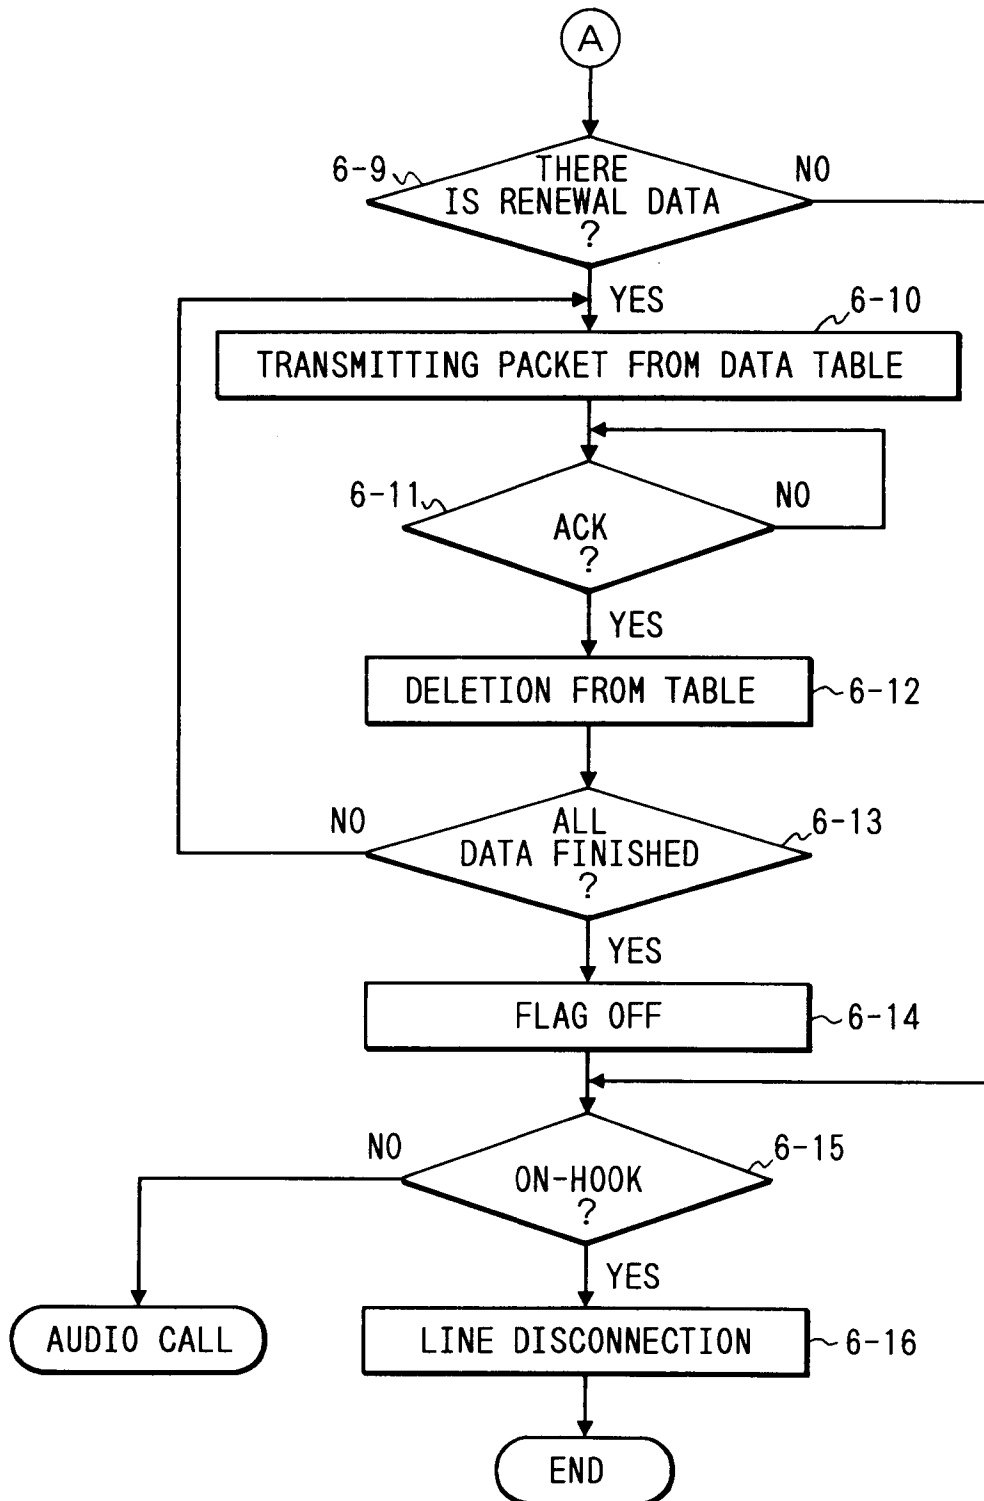 A
6-9
THERE
IS RENEWAL DATA
?
NO
YES
6-10
TRANSMITTING PACKET FROM DATA TABLE
6-11
ACK
?
NO
YES
DELETION FROM TABLE
6-12
NO
ALL
DATA FINISHED
?
6-13
YES
FLAG OFF
6-14
NO
ON-HOOK
?
6-15
YES
AUDIO CALL
LINE DISCONNECTION
6-16
END